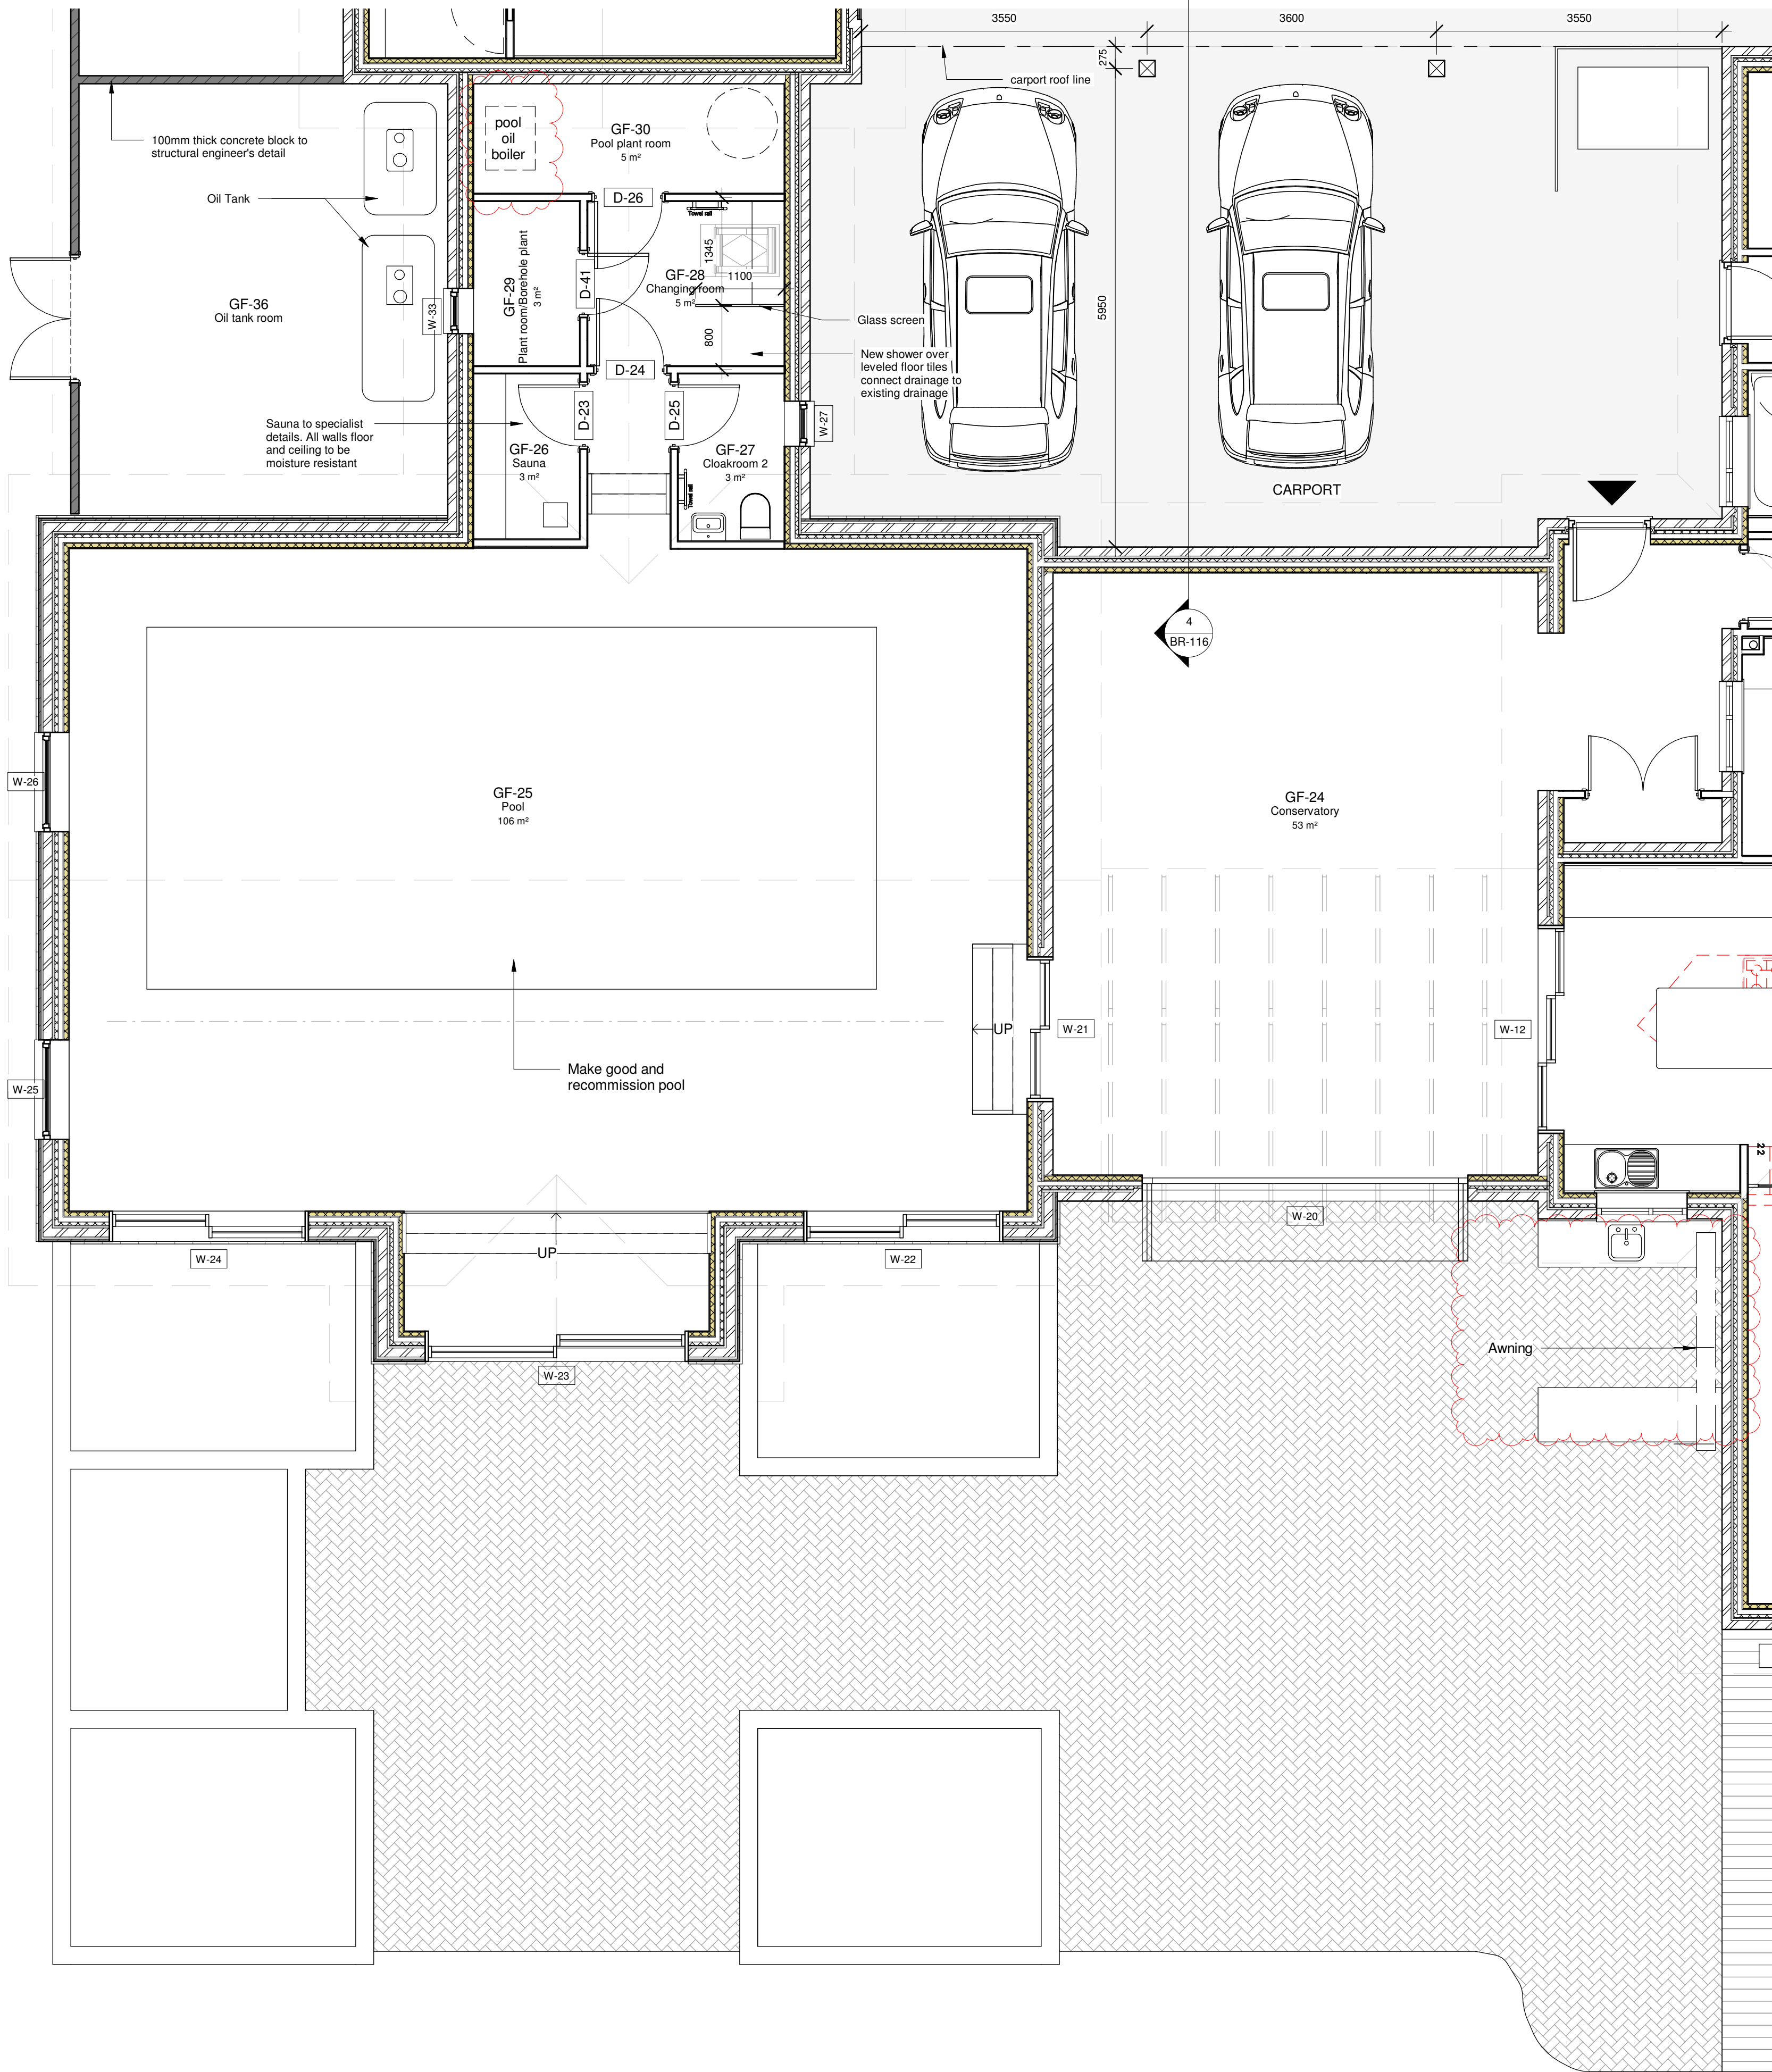 3550
3600
3550
275
carport roof line
100mm thick concrete block to
structural engineer's detail
pool
oil
boiler
GF-30
Pool plant room
5 m²
Oil Tank
D-26
Towel rail
1345
GF-29
Plant room/Borehole plant
3 m²
D-41
GF-28
Changing room
5 m²
1100
5950
GF-36
Oil tank room
W-33
Glass screen
800
New shower over
leveled floor tiles
connect drainage to
existing drainage
D-24
Sauna to specialist
details. All walls floor
and ceiling to be
moisture resistant
D-23
D-25
W-27
GF-26
Sauna
3 m²
GF-27
Cloakroom 2
3 m²
Towel rail
CARPORT
4
BR-116
W-26
GF-25
Pool
106 m²
GF-24
Conservatory
53 m²
UP
W-21
W-12
Make good and
recommission pool
W-25
22
W-24
UP
W-22
W-20
Awning
W-23